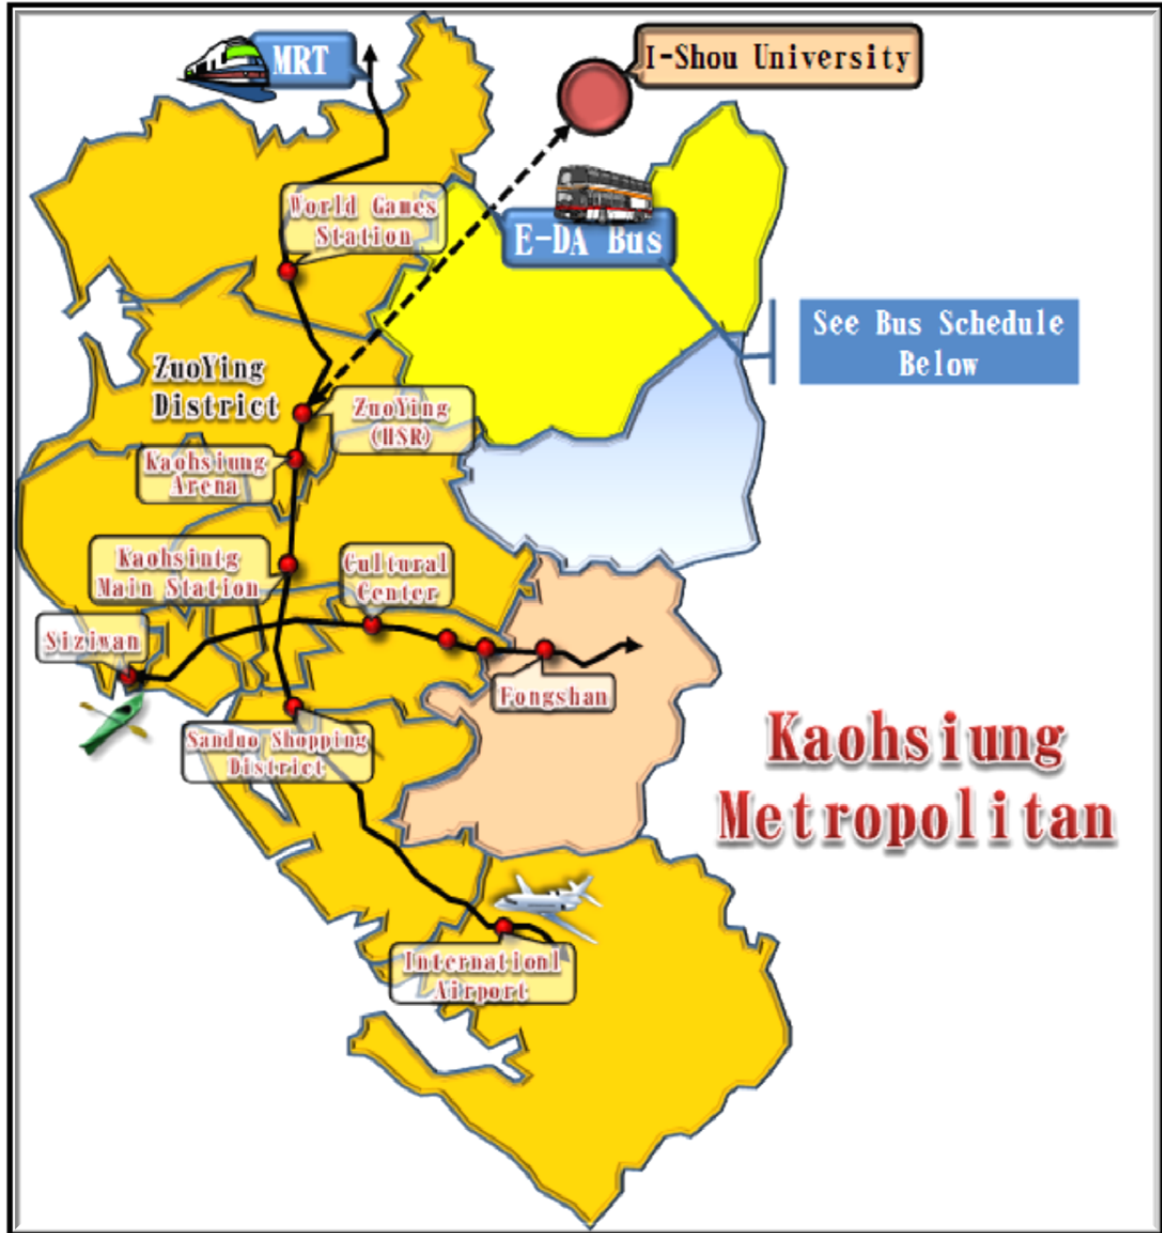 MRT
I-Shou University
World Games
Station
E-DA Bus
See Bus Schedule
Below
ZuoYing
District
ZuoYing
(HSR)
Kaohsiung
Arena
Kaohsintg
Main Station
Cultural
Center
Siziwan
Fongshan
Sanduo Shopping
District
Kaohsiung
Metropolitan
Internationl
Airport